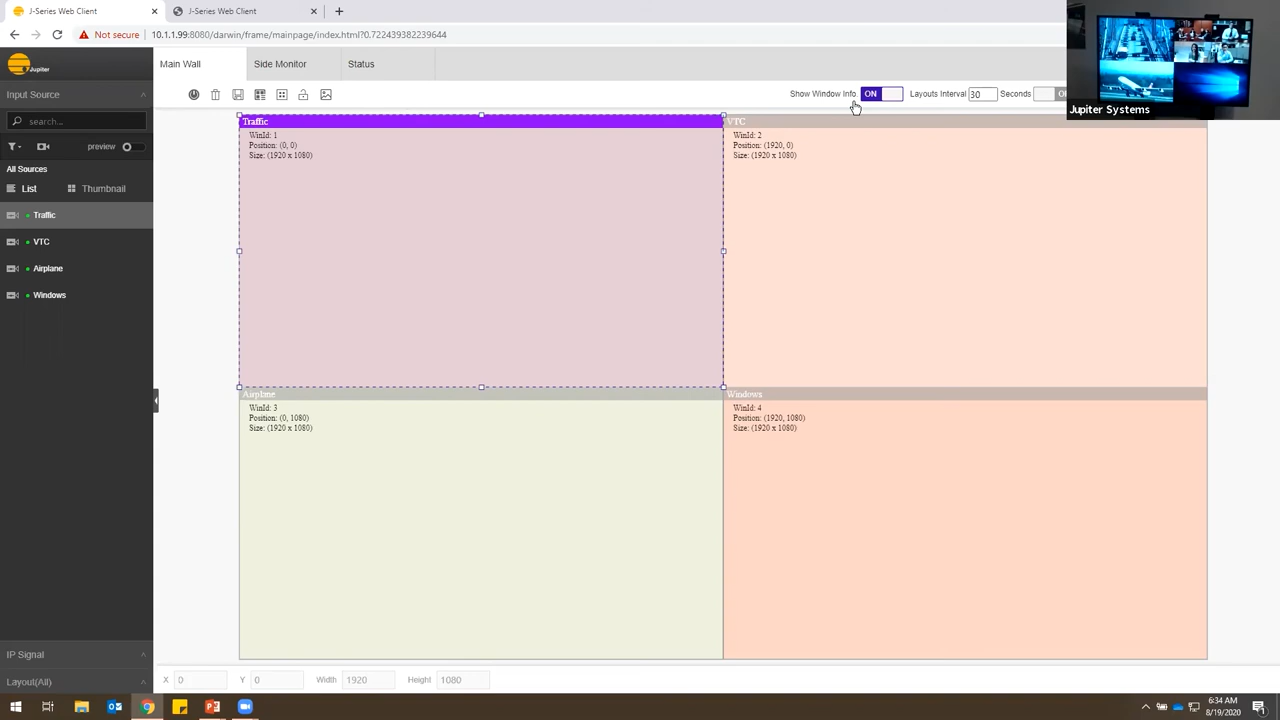 J-Series Web Client
J-Series Web Client
Not secure
10.1.1.99:8080/darwin/frame/mainpage/index.html?0.722439382239644
Jupiter
Main Wall
Side Monitor
Status
Input Source
Show Window Info
ON
Layouts Interval
30
Seconds
Jupiter Systems
search...
preview
All Sources
List
Thumbnail
Traffic
VTC
Airplane
Windows
Traffic
WinId: 1
Position: (0, 0)
Size: (1920 x 1080)
VTC
WinId: 2
Position: (1920, 0)
Size: (1920 x 1080)
Airplane
WinId: 3
Position: (0, 1080)
Size: (1920 x 1080)
Windows
WinId: 4
Position: (1920, 1080)
Size: (1920 x 1080)
IP Signal
Layout(All)
X
0
Y
0
Width
1920
Height
1080
6:34 AM
8/19/2020